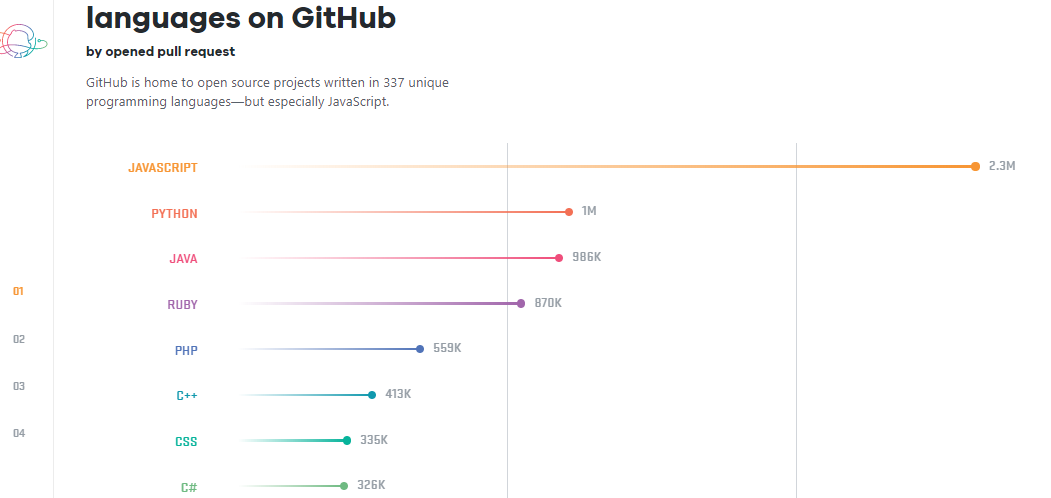 languages on GitHub
by opened pull request
GitHub is home to open source projects written in 337 unique
programming languages—but especially JavaScript.
JAVASCRIPT 2.3M
PYTHON 1M
JAVA 986K
RUBY 870K
PHP 559K
C++ 413K
CSS 335K
C# 326K
01
02
03
04